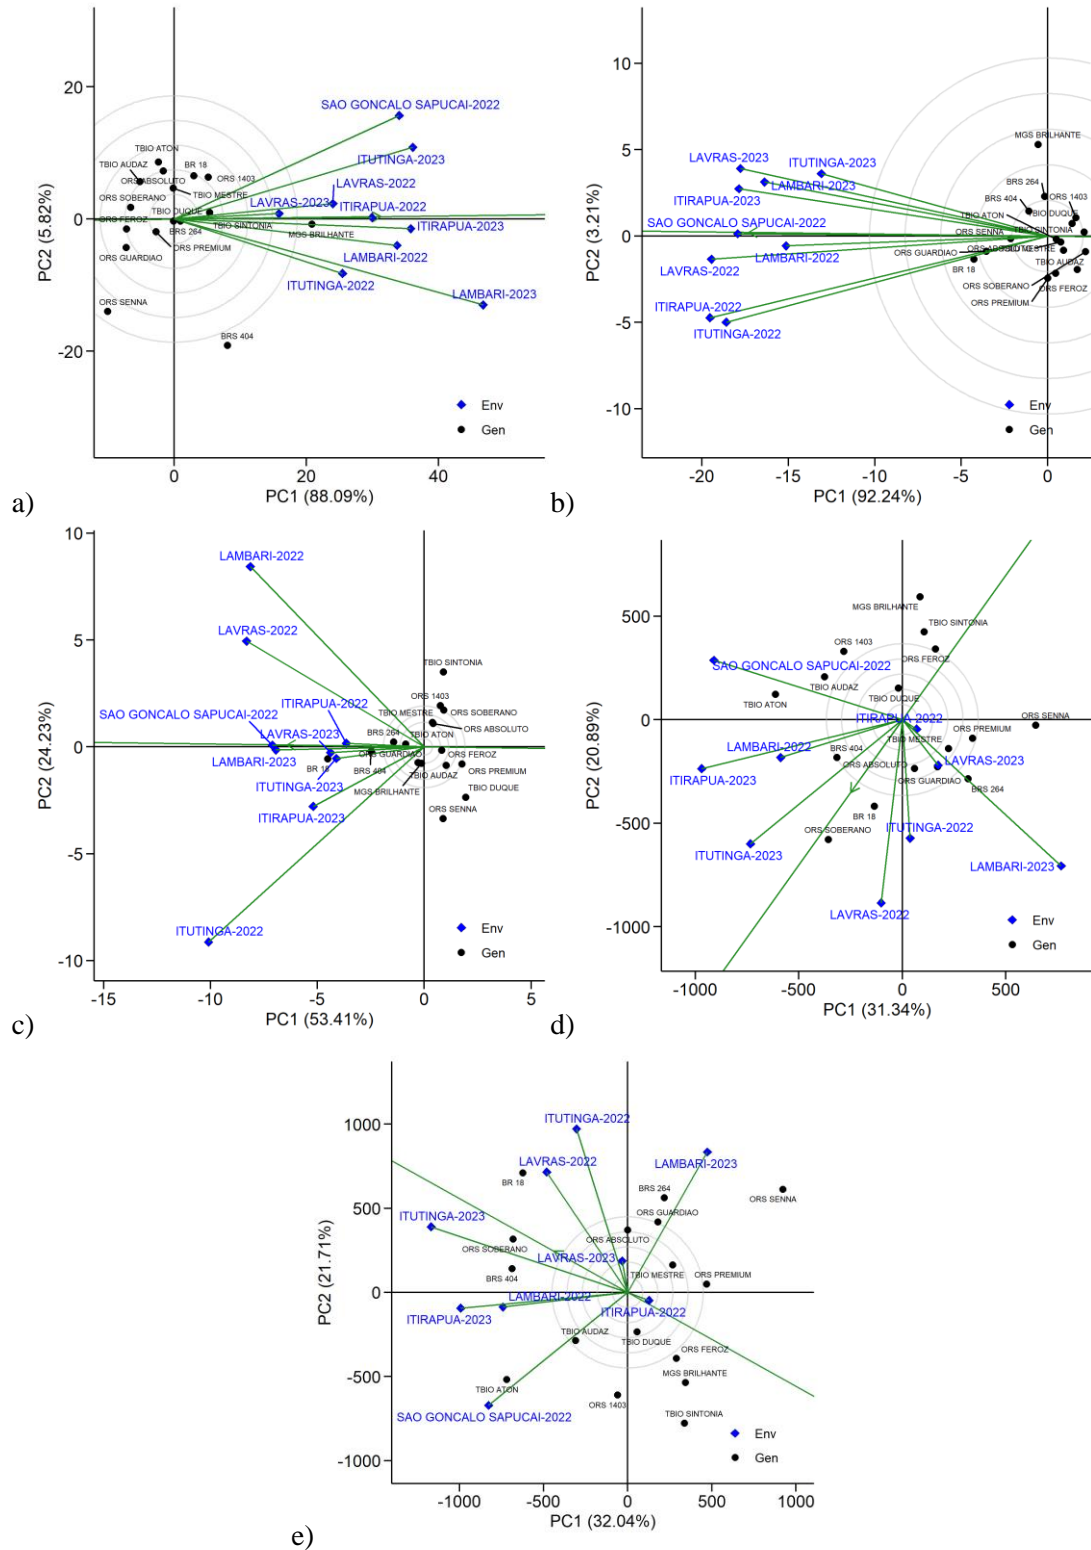 20
0
-20
0
20
40
PC2 (5.82%)
PC1 (88.09%)
SAO GONCALO SAPUCAI-2022
ITUTINGA-2023
LAVRAS-2022
LAVRAS-2023
ITIRAPUA-2022
ITIRAPUA-2023
LAMBARI-2022
ITUTINGA-2022
LAMBARI-2023
TBIO ATON
TBIO AUDAZ
BR 18
ORS ABSOLUTO
ORS 1403
ORS SOBERANO
TBIO MESTRE
TBIO DUQUE
ORS FEROZ
TBIO SINTONIA
BRS 264
MGS BRILHANTE
ORS PREMIUM
ORS GUARDIAO
ORS SENNA
BRS 404
Env
Gen
a)
10
5
0
-5
-10
-20
-15
-10
-5
0
PC2 (3.21%)
PC1 (92.24%)
MGS BRILHANTE
LAVRAS-2023
ITUTINGA-2023
LAMBARI-2023
ITIRAPUA-2023
BRS 264
BRS 404
ORS 1403
TBIO ATON
TBIO DUQUE
SAO GONCALO SAPUCAI-2022
ORS SENNA
TBIO SINTONIA
LAMBARI-2022
ORS GUARDIAO
LAVRAS-2022
BR 18
TBIO AUDAZ
ORS SOBERANO
ORS FEROZ
ORS PREMIUM
ITIRAPUA-2022
ITUTINGA-2022
Env
Gen
b)
10
5
0
-5
-10
-15
-10
-5
0
5
PC2 (24.23%)
PC1 (53.41%)
LAMBARI-2022
LAVRAS-2022
TBIO SINTONIA
ITIRAPUA-2022
ORS 1403
SAO GONCALO SAPUCAI-2022
TBIO MESTRE
ORS SOBERANO
ORS ABSOLUTO
LAVRAS-2023
BRS 264
TBIO ATON
LAMBARI-2023
BR 18
ORS GUARDIAO
ORS FEROZ
BRS 404
ORS PREMIUM
TBIO AUDAZ
ITUTINGA-2023
MGS BRILHANTE
TBIO DUQUE
ITIRAPUA-2023
ORS SENNA
ITUTINGA-2022
Env
Gen
c)
500
0
-500
-1000
-1000
-500
0
500
PC2 (20.89%)
PC1 (31.34%)
MGS BRILHANTE
TBIO SINTONIA
ORS 1403
ORS FEROZ
SAO GONCALO SAPUCAI-2022
TBIO AUDAZ
TBIO DUQUE
TBIO ATON
ITIRAPUA-2022
ORS SENNA
ORS PREMIUM
TBIO MESTRE
LAMBARI-2022
BRS 404
LAVRAS-2023
ITIRAPUA-2023
ORS ABSOLUTO
ORS GUARDIAO
BRS 264
BR 18
ORS SOBERANO
ITUTINGA-2022
ITUTINGA-2023
LAMBARI-2023
LAVRAS-2022
Env
Gen
d)
1000
500
0
-500
-1000
-1000
-500
0
500
1000
PC2 (21.71%)
PC1 (32.04%)
ITUTINGA-2022
LAVRAS-2022
LAMBARI-2023
BR 18
BRS 264
ORS SENNA
ITUTINGA-2023
ORS GUARDIAO
ORS ABSOLUTO
ORS SOBERANO
LAVRAS-2023
BRS 404
TBIO MESTRE
ORS PREMIUM
LAMBARI-2022
ITIRAPUA-2023
ITIRAPUA-2022
TBIO AUDAZ
TBIO DUQUE
ORS FEROZ
TBIO ATON
MGS BRILHANTE
ORS 1403
SAO GONCALO SAPUCAI-2022
TBIO SINTONIA
Env
Gen
e)